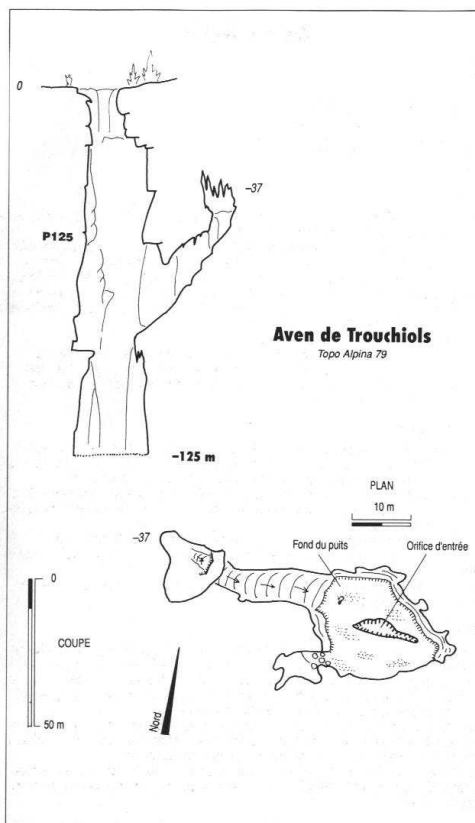 0
−37
P125
Aven de Trouchiols
Topo Alpina 79
−125 m
PLAN
10 m
−37
Fond du puits
Orifice d'entrée
0
COUPE
50 m
Nord